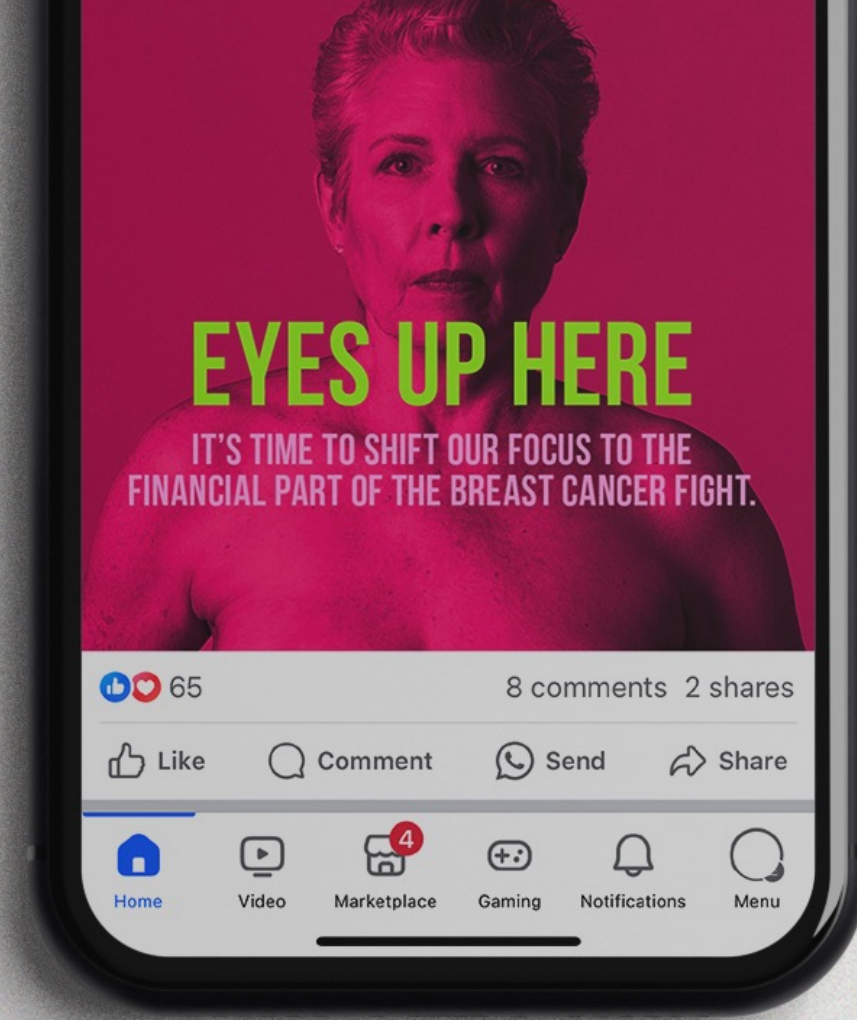 EYES UP HERE
IT'S TIME TO SHIFT OUR FOCUS TO THE
FINANCIAL PART OF THE BREAST CANCER FIGHT.
65 8 comments 2 shares
Like Comment Send Share
4
Home Video Marketplace Gaming Notifications Menu